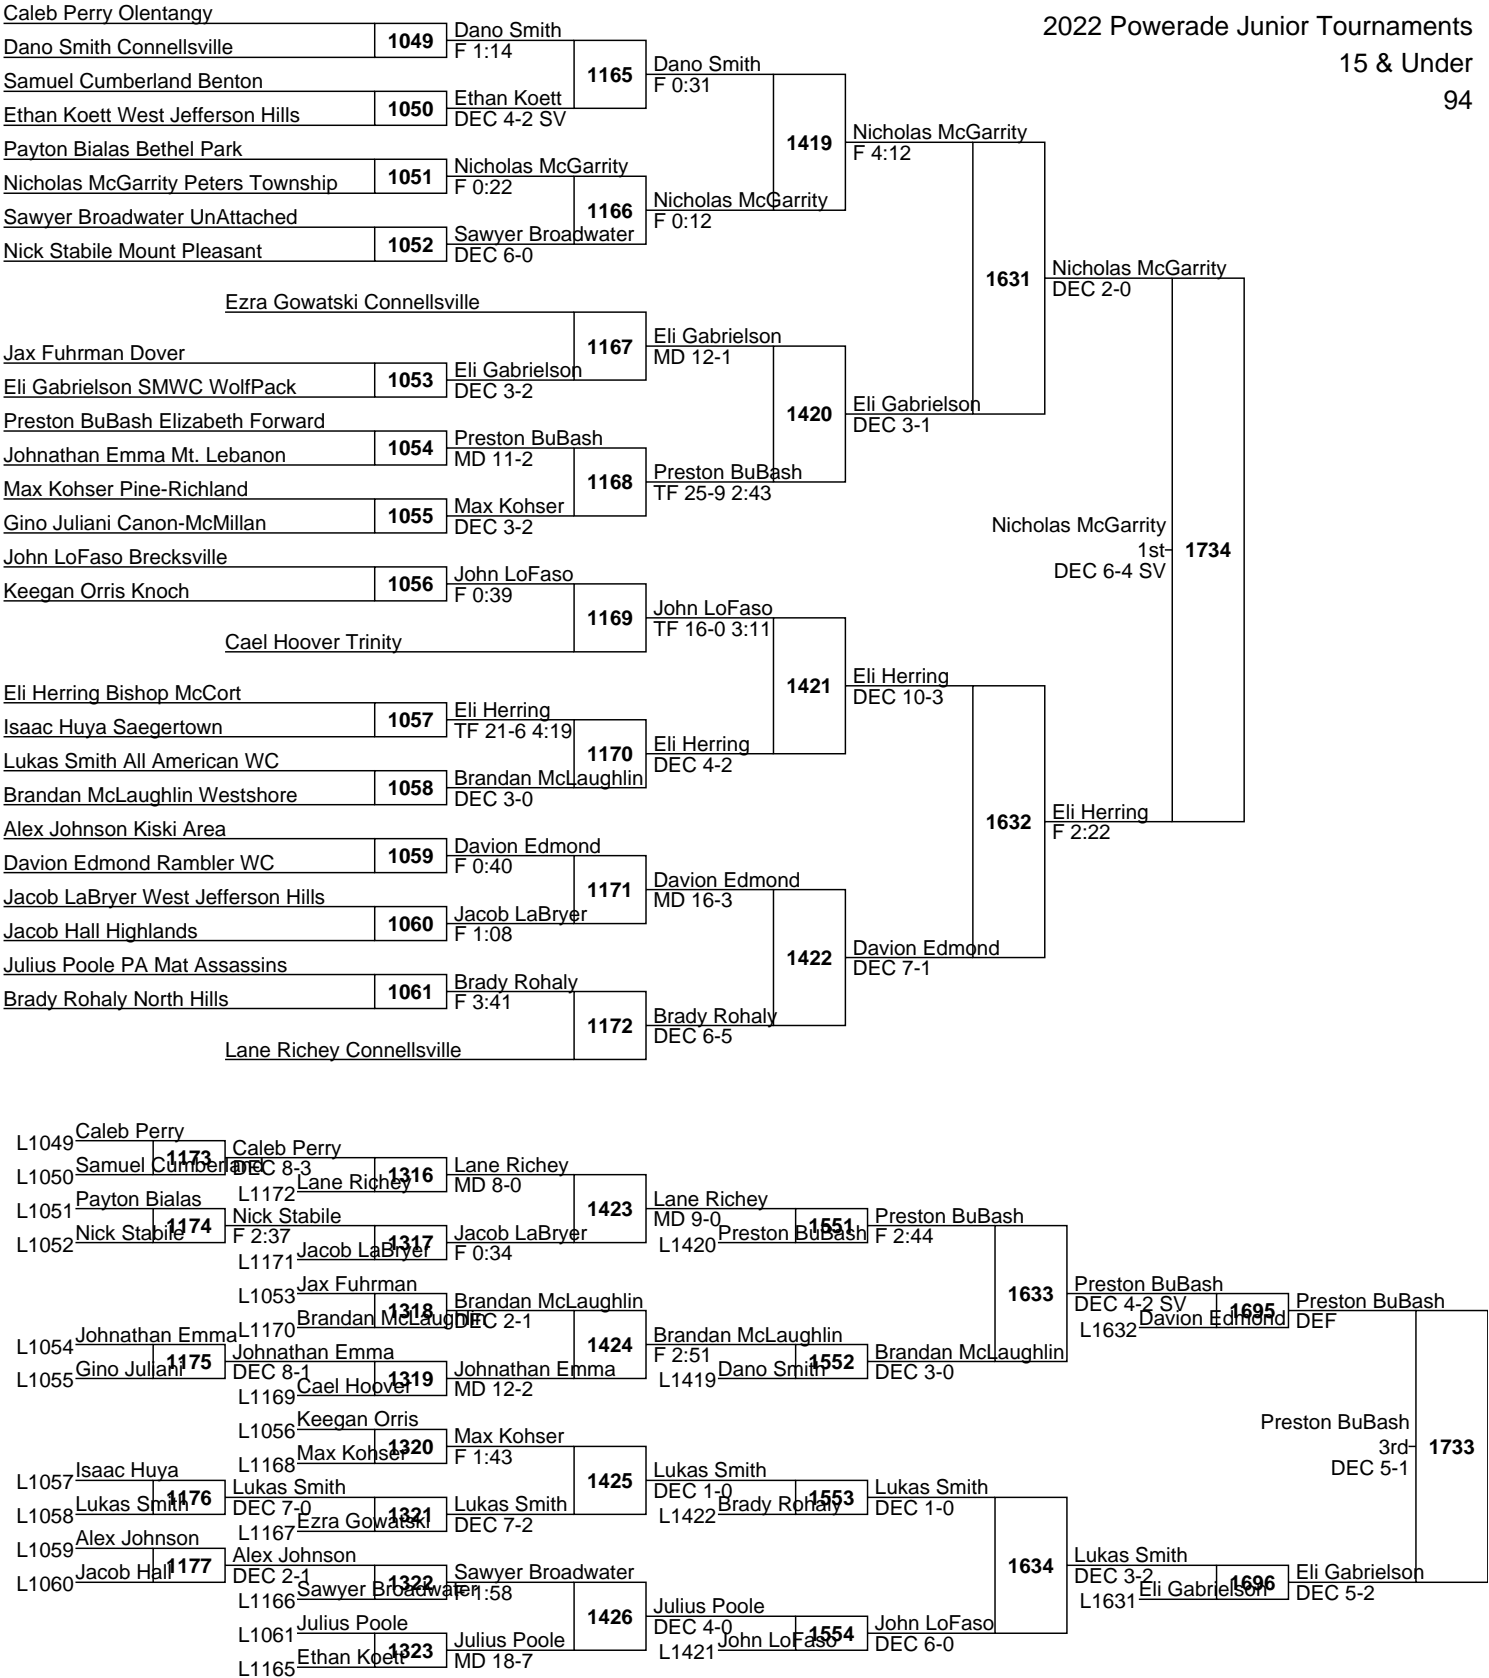 2022 Powerade Junior Tournaments
15 & Under
94
Caleb Perry Olentangy
Dano Smith Connellsville
1049
Dano Smith
F 1:14
Samuel Cumberland Benton
Ethan Koett West Jefferson Hills
1050
Ethan Koett
DEC 4-2 SV
1165
Dano Smith
F 0:31
Payton Bialas Bethel Park
Nicholas McGarrity Peters Township
1051
Nicholas McGarrity
F 0:22
Sawyer Broadwater UnAttached
Nick Stabile Mount Pleasant
1052
Sawyer Broadwater
DEC 6-0
1166
Nicholas McGarrity
F 0:12
1419
Nicholas McGarrity
F 4:12
Ezra Gowatski Connellsville
Jax Fuhrman Dover
Eli Gabrielson SMWC WolfPack
1053
Eli Gabrielson
DEC 3-2
1167
Eli Gabrielson
MD 12-1
Preston BuBash Elizabeth Forward
Johnathan Emma Mt. Lebanon
1054
Preston BuBash
MD 11-2
Max Kohser Pine-Richland
Gino Juliani Canon-McMillan
1055
Max Kohser
DEC 3-2
1168
Preston BuBash
TF 25-9 2:43
1420
Eli Gabrielson
DEC 3-1
1631
Nicholas McGarrity
DEC 2-0
John LoFaso Brecksville
Keegan Orris Knoch
1056
John LoFaso
F 0:39
Cael Hoover Trinity
1169
John LoFaso
TF 16-0 3:11
Eli Herring Bishop McCort
Isaac Huya Saegertown
1057
Eli Herring
TF 21-6 4:19
Lukas Smith All American WC
Brandan McLaughlin Westshore
1058
Brandan McLaughlin
DEC 3-0
1170
Eli Herring
DEC 4-2
1421
Eli Herring
DEC 10-3
Alex Johnson Kiski Area
Davion Edmond Rambler WC
1059
Davion Edmond
F 0:40
Jacob LaBryer West Jefferson Hills
Jacob Hall Highlands
1060
Jacob LaBryer
F 1:08
1171
Davion Edmond
MD 16-3
Julius Poole PA Mat Assassins
Brady Rohaly North Hills
1061
Brady Rohaly
F 3:41
Lane Richey Connellsville
1172
Brady Rohaly
DEC 6-5
1422
Davion Edmond
DEC 7-1
1632
Eli Herring
F 2:22
Nicholas McGarrity
1st
DEC 6-4 SV
1734
L1049
Caleb Perry
L1050
Samuel Cumberland
1173
Caleb Perry
DEC 8-3
L1172
Lane Richey
1316
Lane Richey
MD 8-0
L1051
Payton Bialas
L1052
Nick Stabile
1174
Nick Stabile
F 2:37
L1171
Jacob LaBryer
1317
Jacob LaBryer
F 0:34
1423
Lane Richey
MD 9-0
L1420
Preston BuBash
1551
Preston BuBash
F 2:44
L1053
Jax Fuhrman
L1170
Brandan McLaughlin
1318
Brandan McLaughlin
DEC 2-1
L1054
Johnathan Emma
L1055
Gino Juliani
1175
Johnathan Emma
DEC 8-1
L1169
Cael Hoover
1319
Johnathan Emma
MD 12-2
1424
Brandan McLaughlin
F 2:51
L1419
Dano Smith
1552
Brandan McLaughlin
DEC 3-0
1633
Preston BuBash
DEC 4-2 SV
L1632
Davion Edmond
1695
Preston BuBash
DEF
L1056
Keegan Orris
L1168
Max Kohser
1320
Max Kohser
F 1:43
L1057
Isaac Huya
L1058
Lukas Smith
1176
Lukas Smith
DEC 7-0
L1167
Ezra Gowatski
1321
Lukas Smith
DEC 7-2
1425
Lukas Smith
DEC 1-0
L1422
Brady Rohaly
1553
Lukas Smith
DEC 1-0
L1059
Alex Johnson
L1060
Jacob Hall
1177
Alex Johnson
DEC 2-1
L1166
Sawyer Broadwater
1322
Sawyer Broadwater
F 1:58
L1061
Julius Poole
L1165
Ethan Koett
1323
Julius Poole
MD 18-7
1426
Julius Poole
DEC 4-0
L1421
John LoFaso
1554
John LoFaso
DEC 6-0
1634
Lukas Smith
DEC 3-2
L1631
Eli Gabrielson
1696
Eli Gabrielson
DEC 5-2
Preston BuBash
3rd
DEC 5-1
1733